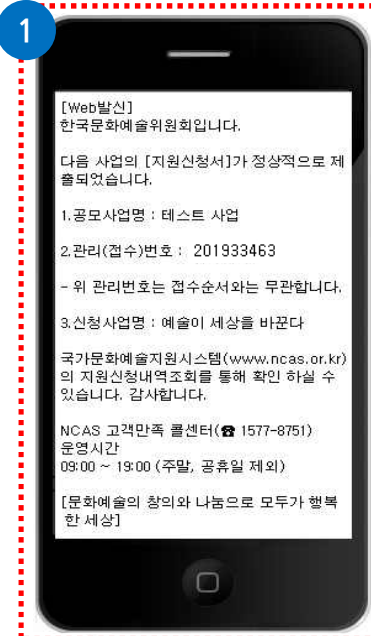 1
[Web발신]
한국문화예술위원회입니다.
다음 사업의 [지원신청서]가 정상적으로 제
출되었습니다.
1.공모사업명 : 테스트 사업
2.관리(접수)번호 : 201933463
- 위 관리번호는 접수순서와는 무관합니다.
3.신청사업명 : 예술이 세상을 바꾼다
국가문화예술지원시스템(www.ncas.or.kr)
의 지원신청내역조회를 통해 확인 하실 수
있습니다. 감사합니다.
NCAS 고객만족 콜센터(☎ 1577-8751)
운영시간
09:00 ~ 19:00 (주말, 공휴일 제외)
[문화예술의 창의와 나눔으로 모두가 행복
한 세상]